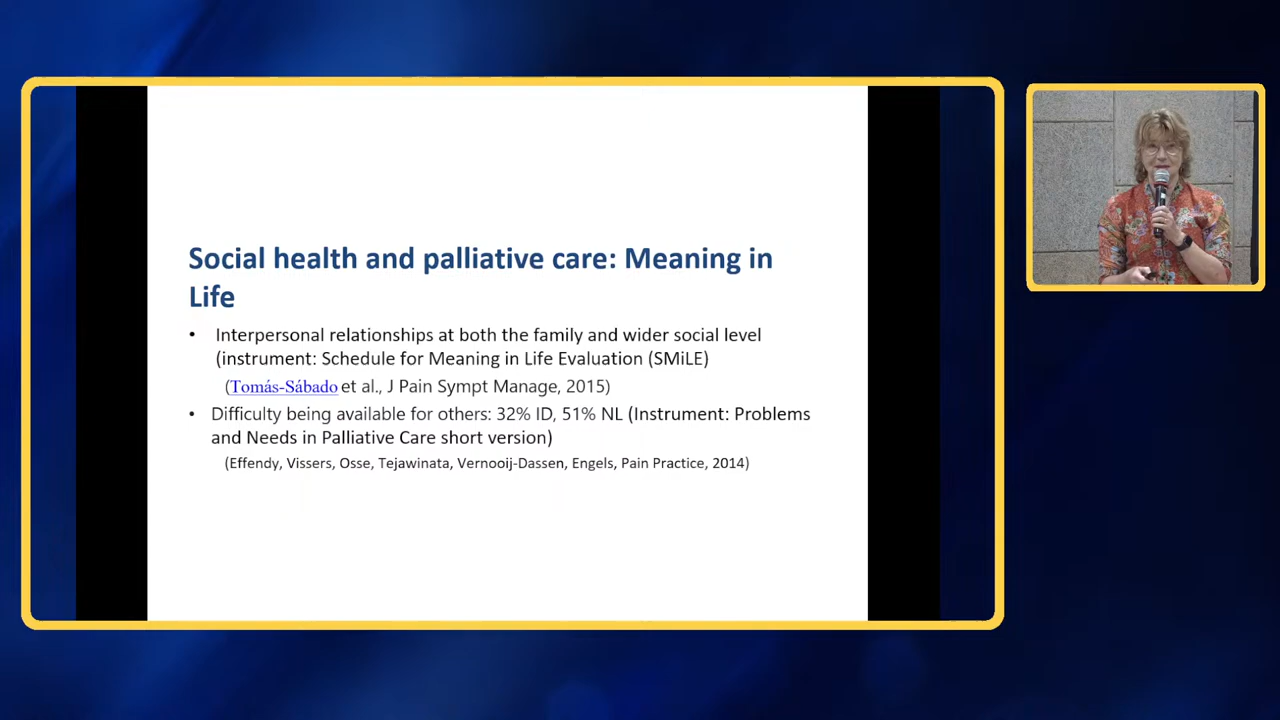 Social health and palliative care: Meaning in
Life
• Interpersonal relationships at both the family and wider social level
(instrument: Schedule for Meaning in Life Evaluation (SMiLE)
(Tomás-Sábado et al., J Pain Sympt Manage, 2015)
• Difficulty being available for others: 32% ID, 51% NL (Instrument: Problems
and Needs in Palliative Care short version)
(Effendy, Vissers, Osse, Tejawinata, Vernooij-Dassen, Engels, Pain Practice, 2014)